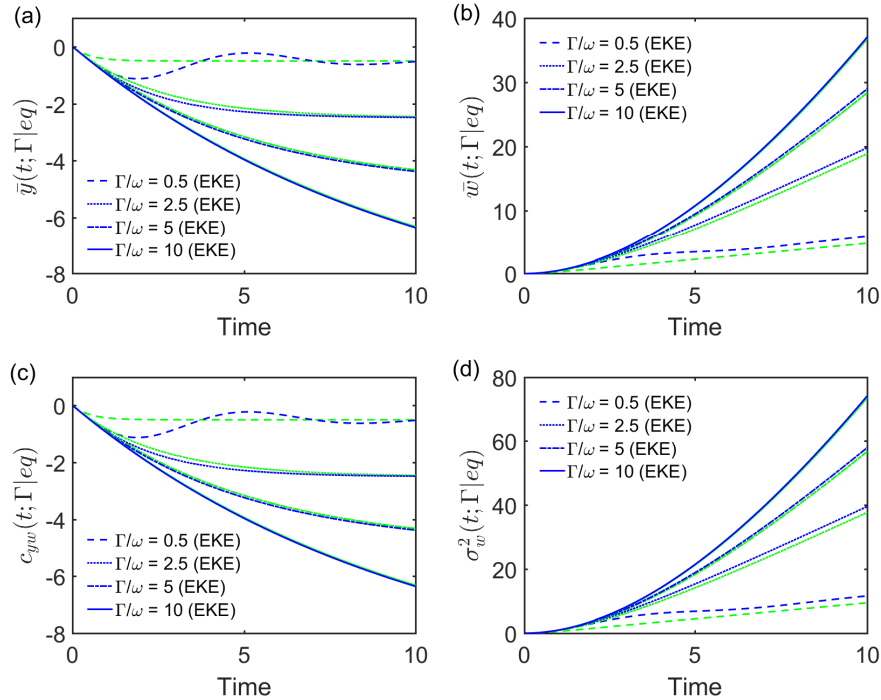 (a)
0
-2
-4
-6
-8
ȳ(t; Γ|eq)
Γ/ω = 0.5 (EKE)
Γ/ω = 2.5 (EKE)
Γ/ω = 5 (EKE)
Γ/ω = 10 (EKE)
0 5 10
Time
(b)
40
30
20
10
0
w̄(t; Γ|eq)
Γ/ω = 0.5 (EKE)
Γ/ω = 2.5 (EKE)
Γ/ω = 5 (EKE)
Γ/ω = 10 (EKE)
0 5 10
Time
(c)
0
-2
-4
-6
-8
c_yw(t; Γ|eq)
Γ/ω = 0.5 (EKE)
Γ/ω = 2.5 (EKE)
Γ/ω = 5 (EKE)
Γ/ω = 10 (EKE)
0 5 10
Time
(d)
80
60
40
20
0
σ²_w(t; Γ|eq)
Γ/ω = 0.5 (EKE)
Γ/ω = 2.5 (EKE)
Γ/ω = 5 (EKE)
Γ/ω = 10 (EKE)
0 5 10
Time